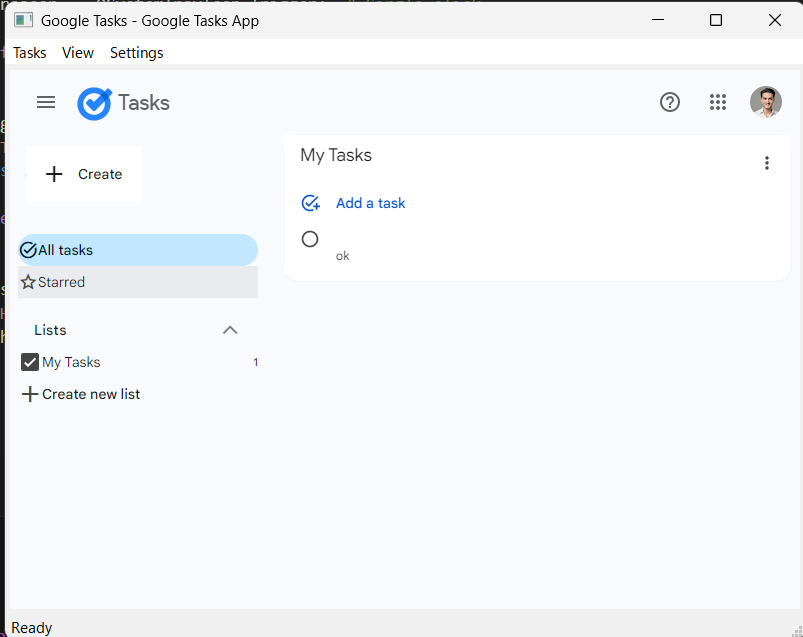 Google Tasks - Google Tasks App
Tasks View Settings
Tasks
Create
All tasks
Starred
Lists
My Tasks 1
Create new list
My Tasks
Add a task
ok
Ready